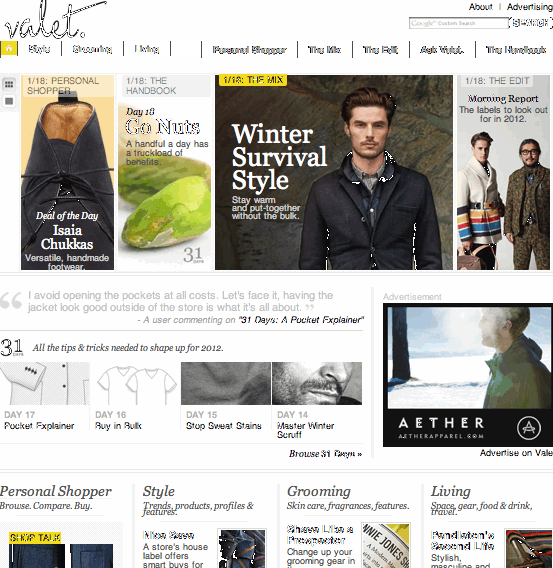 valet.
About | Advertising
Google™ Custom Search SEARCH
Style Grooming Living Personal Shopper The Mix The Edit Ask Valet. The Handbook
1/18: PERSONAL SHOPPER
Deal of the Day
Isaia
Chukkas
Versatile, handmade
footwear.
1/18: THE HANDBOOK
Day 18
Go Nuts
A handful a day has
a truckload of
benefits.
31
DAYS
1/18: THE MIX
Winter
Survival
Style
Stay warm
and put-together
without the bulk.
1/18: THE EDIT
Morning Report
The labels to look out
for in 2012.
“ I avoid opening the pockets at all costs. Let's face it, having the
jacket look good outside of the store is what it's all about. ”
- A user commenting on "31 Days: A Pocket Explainer"
31
DAYS
All the tips & tricks needed to shape up for 2012.
DAY 17
Pocket Explainer
DAY 16
Buy in Bulk
DAY 15
Stop Sweat Stains
DAY 14
Master Winter
Scruff
Browse 31 Days »
Advertisement
AETHER
AETHERAPPAREL.COM
Advertise on Vale
Personal Shopper
Browse. Compare. Buy.
SHOP TALK
Style
Trends, products, profiles &
features.
Nice Save
A store's house
label offers
smart buys for
Grooming
Skin care, fragrances, features.
Shave Like a
Prospector
Change up your
grooming gear in
NNIE JONES
A Modern
Living
Space, gear, food & drink,
travel.
Pendleton's
Second Life
Stylish,
masculine and